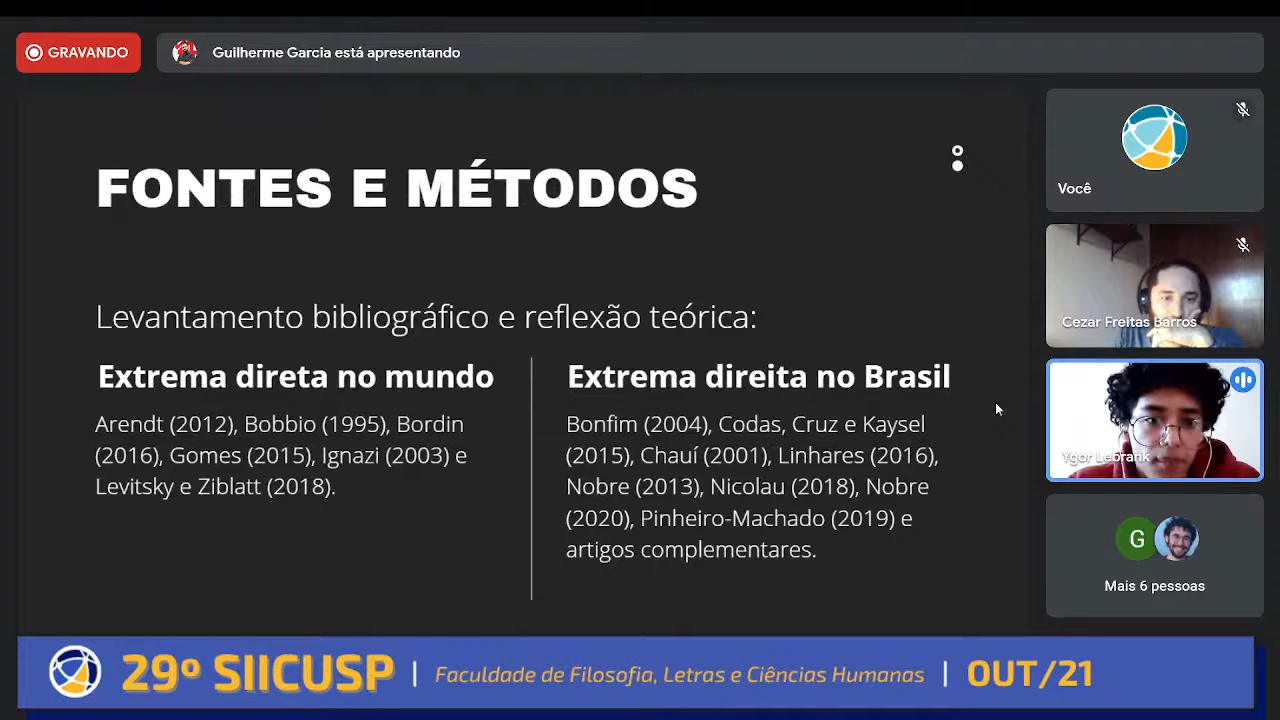 GRAVANDO
Guilherme Garcia está apresentando
FONTES E MÉTODOS
Levantamento bibliográfico e reflexão teórica:
Extrema direta no mundo
Arendt (2012), Bobbio (1995), Bordin
(2016), Gomes (2015), Ignazi (2003) e
Levitsky e Ziblatt (2018).
Extrema direita no Brasil
Bonfim (2004), Codas, Cruz e Kaysel
(2015), Chauí (2001), Linhares (2016),
Nobre (2013), Nicolau (2018), Nobre
(2020), Pinheiro-Machado (2019) e
artigos complementares.
Você
Cezar Freitas Barros
Ygor Lebrank
G
Mais 6 pessoas
29º SIICUSP | Faculdade de Filosofia, Letras e Ciências Humanas | OUT/21